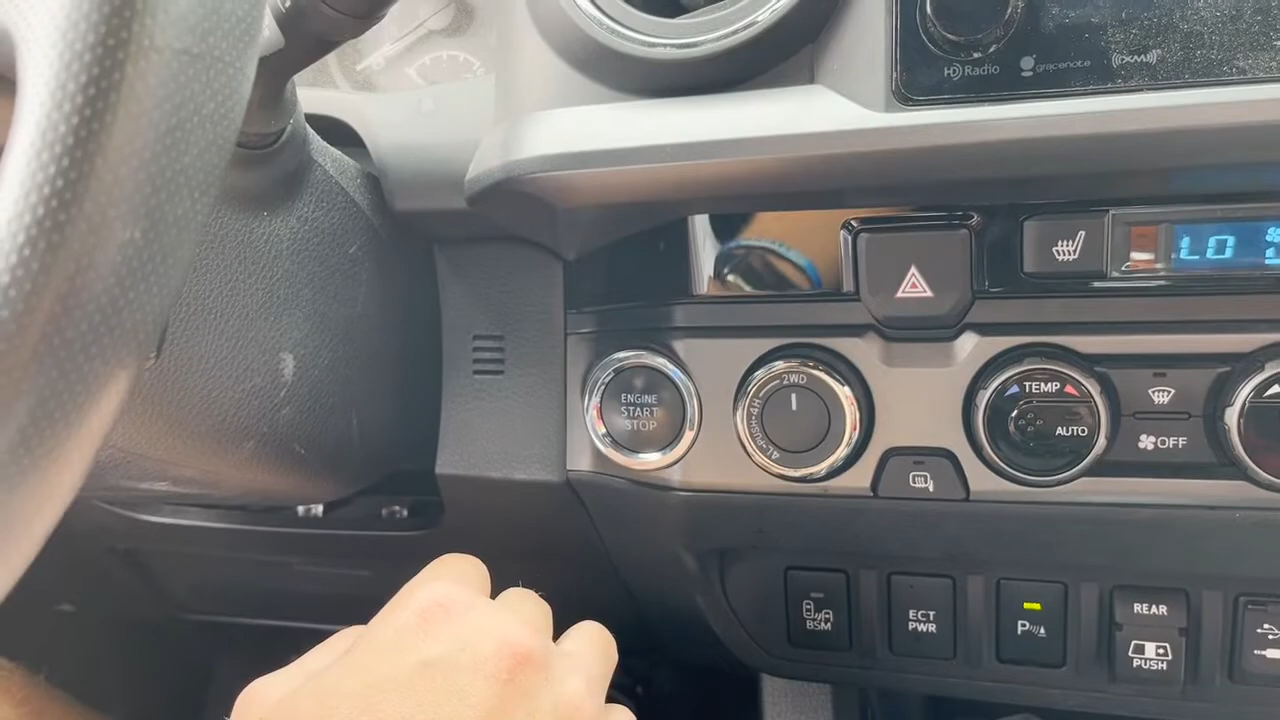 HD Radio
gracenote
((XM))
LO
2WD
4L-PUSH-4H
ENGINE
START
STOP
TEMP
AUTO
OFF
BSM
ECT
PWR
P
REAR
PUSH